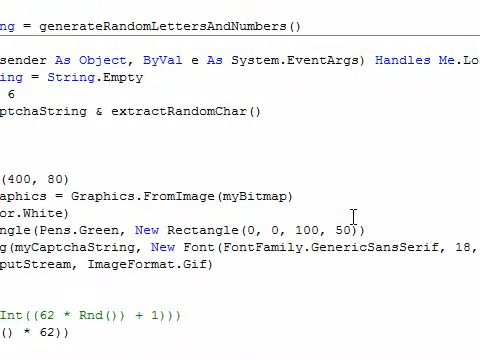 ng = generateRandomLettersAndNumbers()
sender As Object, ByVal e As System.EventArgs) Handles Me.Lo
ing = String.Empty
6
ptchaString & extractRandomChar()
(400, 80)
aphics = Graphics.FromImage(myBitmap)
or.White)
ngle(Pens.Green, New Rectangle(0, 0, 100, 50))
g(myCaptchaString, New Font(FontFamily.GenericSansSerif, 18,
putStream, ImageFormat.Gif)
Int((62 * Rnd()) + 1)))
() * 62))